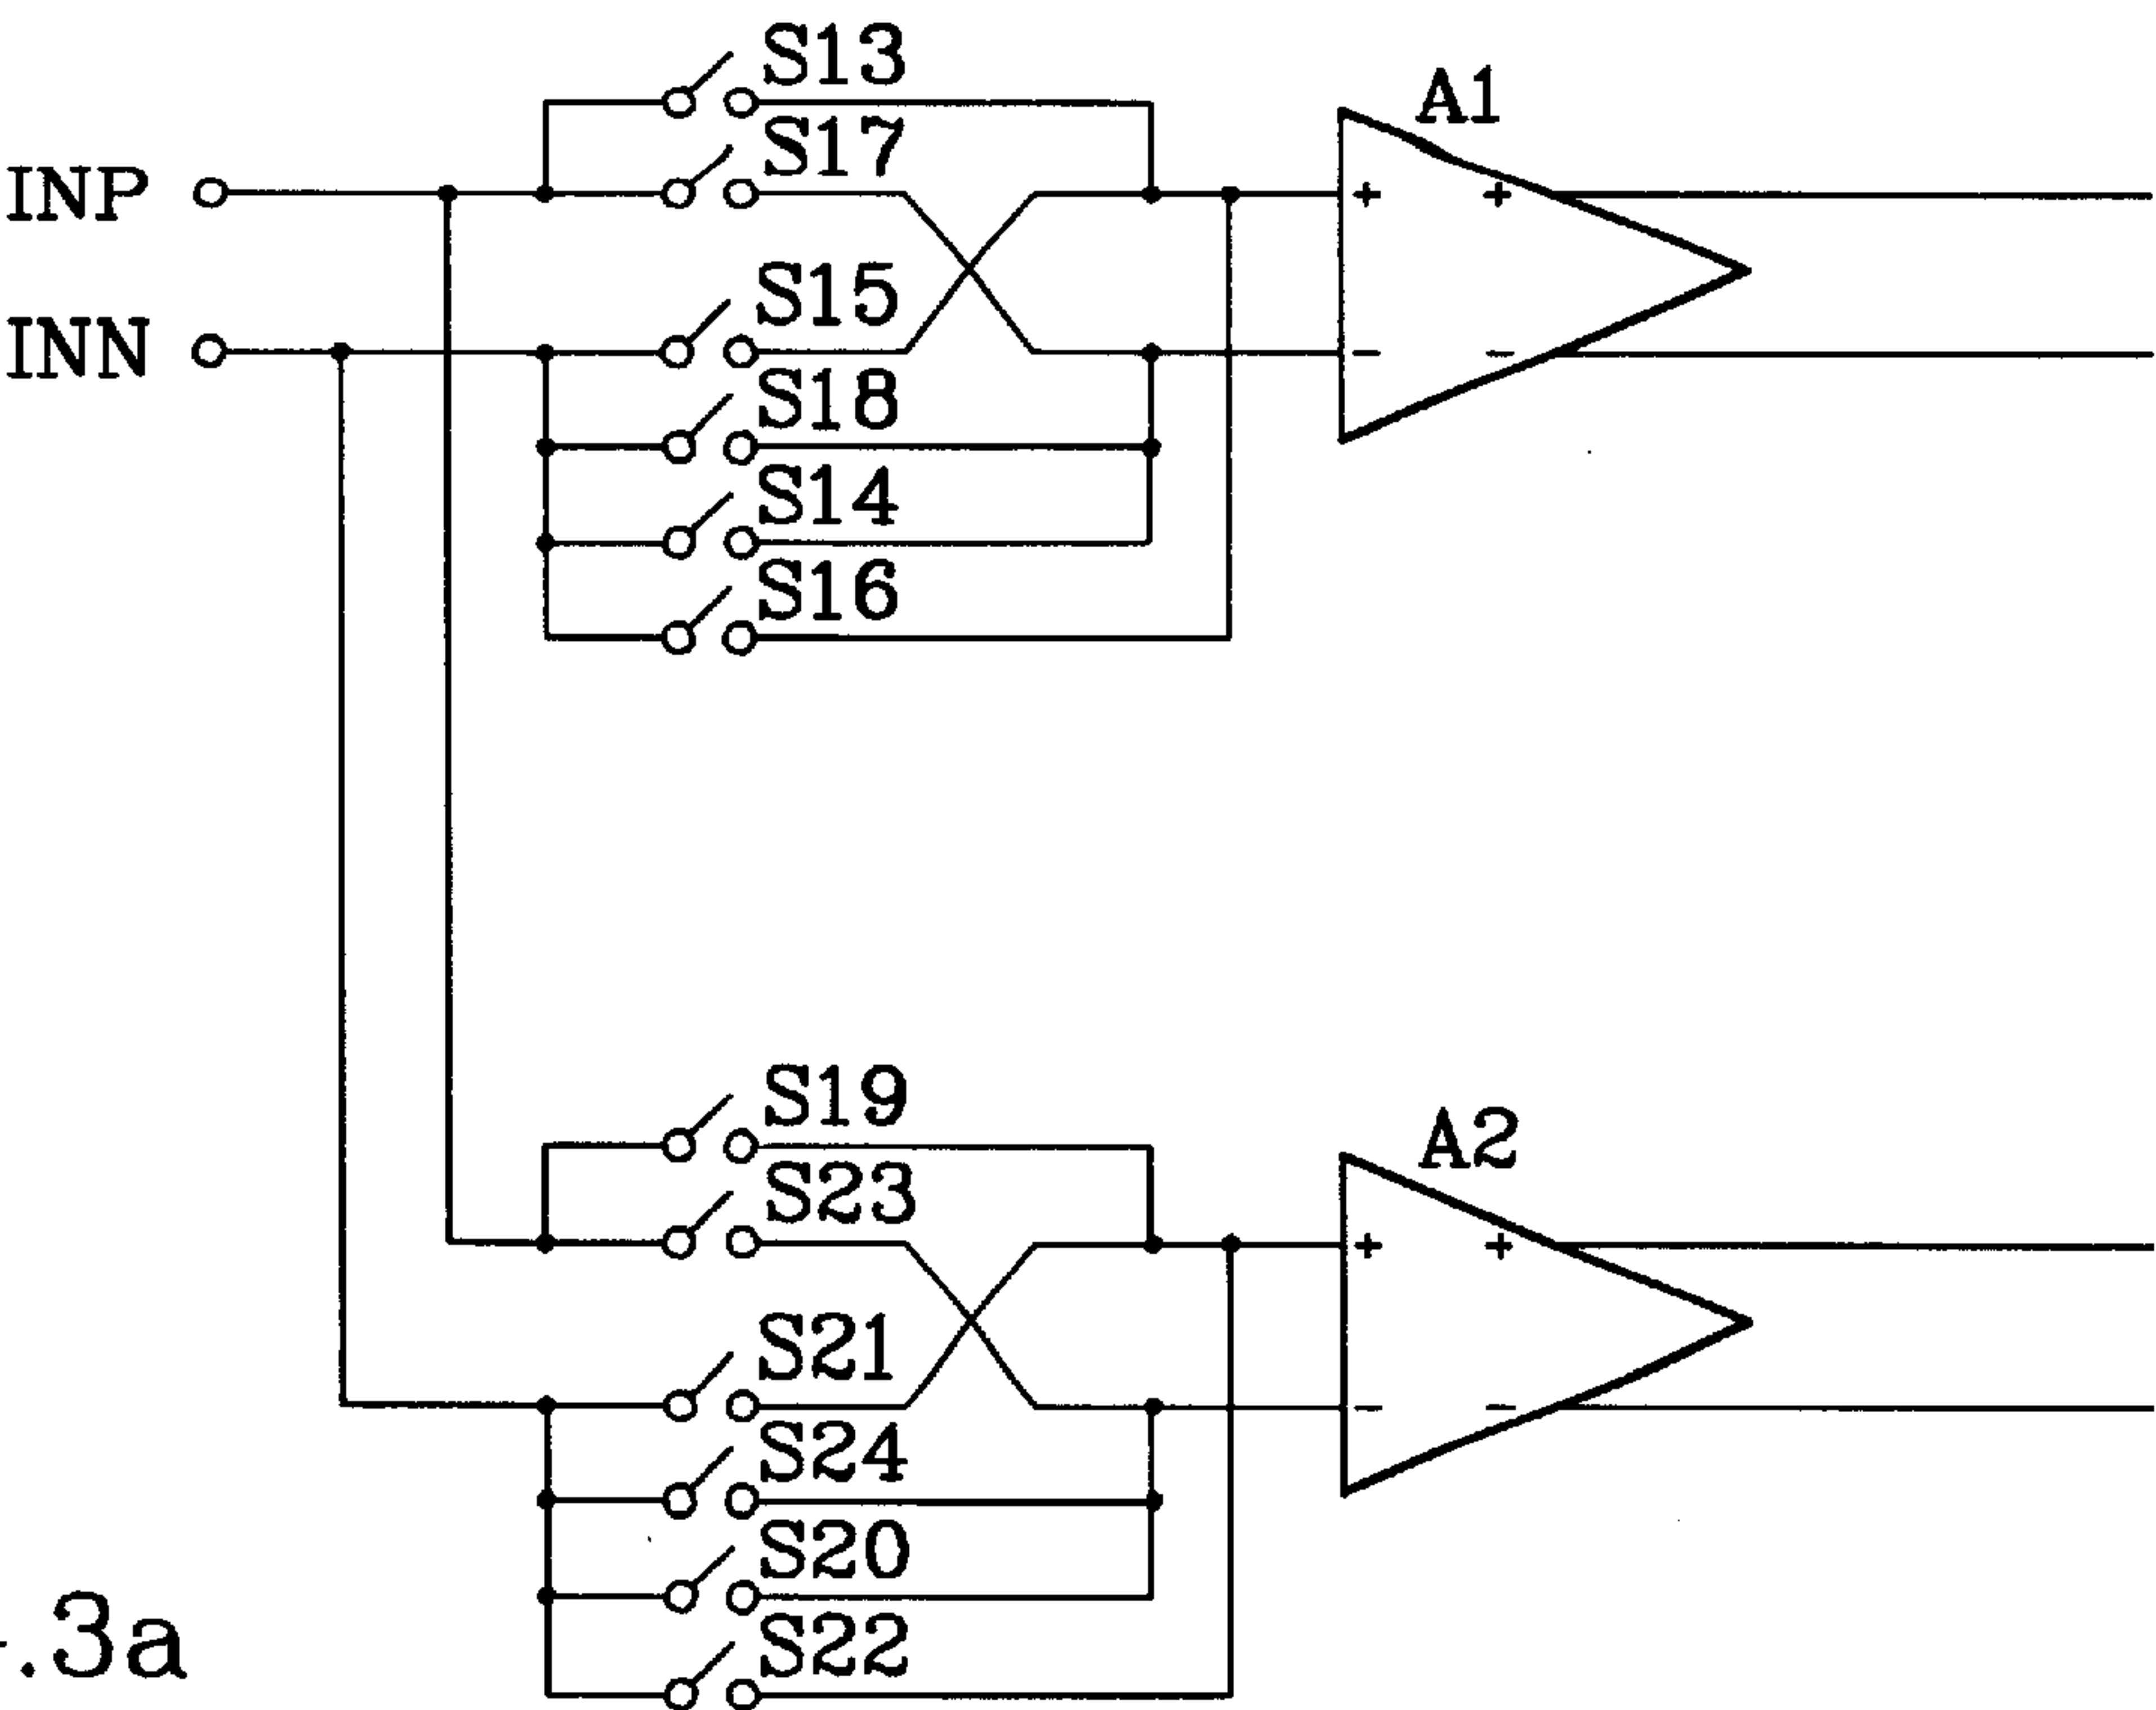 S13
A1
S17
INP
+ +
S15
INN
- -
S18
S14
S16
S19
A2
S23
+ +
S21
- -
S24
S20
.3a
S22